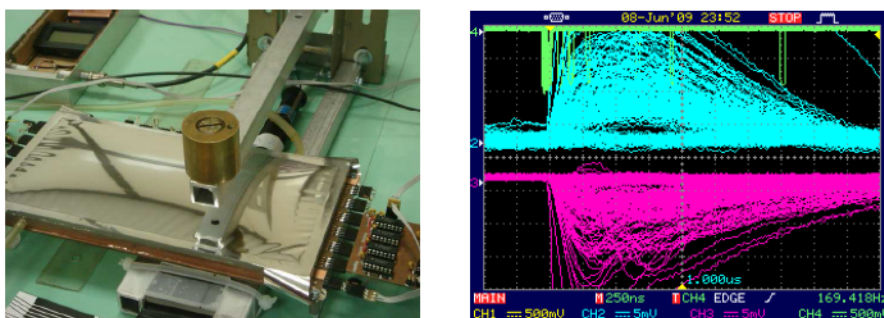 08-Jun'09 23:52 STOP
4
2
3
1.000us
MAIN M 250ns T CH4 EDGE 169.418Hz
CH1 500mV CH2 5mV CH3 5mV CH4 500m